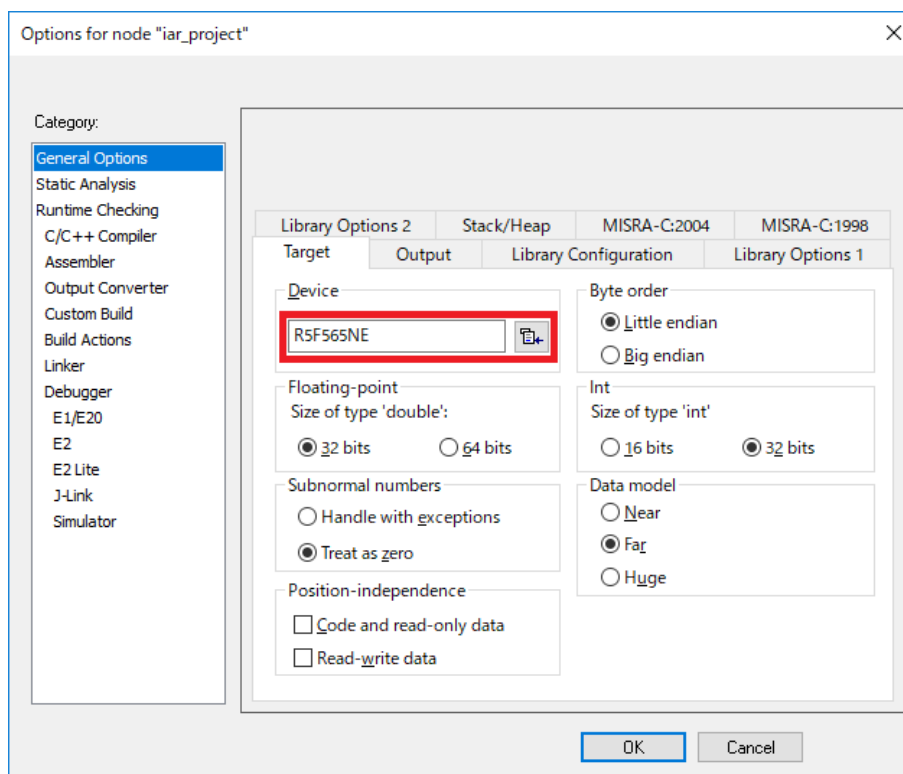 Options for node "iar_project"
Category:
General Options
Static Analysis
Runtime Checking
C/C++ Compiler
Assembler
Output Converter
Custom Build
Build Actions
Linker
Debugger
E1/E20
E2
E2 Lite
J-Link
Simulator
Library Options 2
Stack/Heap
MISRA-C:2004
MISRA-C:1998
Target
Output
Library Configuration
Library Options 1
Device
R5F565NE
Byte order
Little endian
Big endian
Floating-point
Size of type 'double':
32 bits
64 bits
Int
Size of type 'int'
16 bits
32 bits
Subnormal numbers
Handle with exceptions
Treat as zero
Data model
Near
Far
Huge
Position-independence
Code and read-only data
Read-write data
OK
Cancel